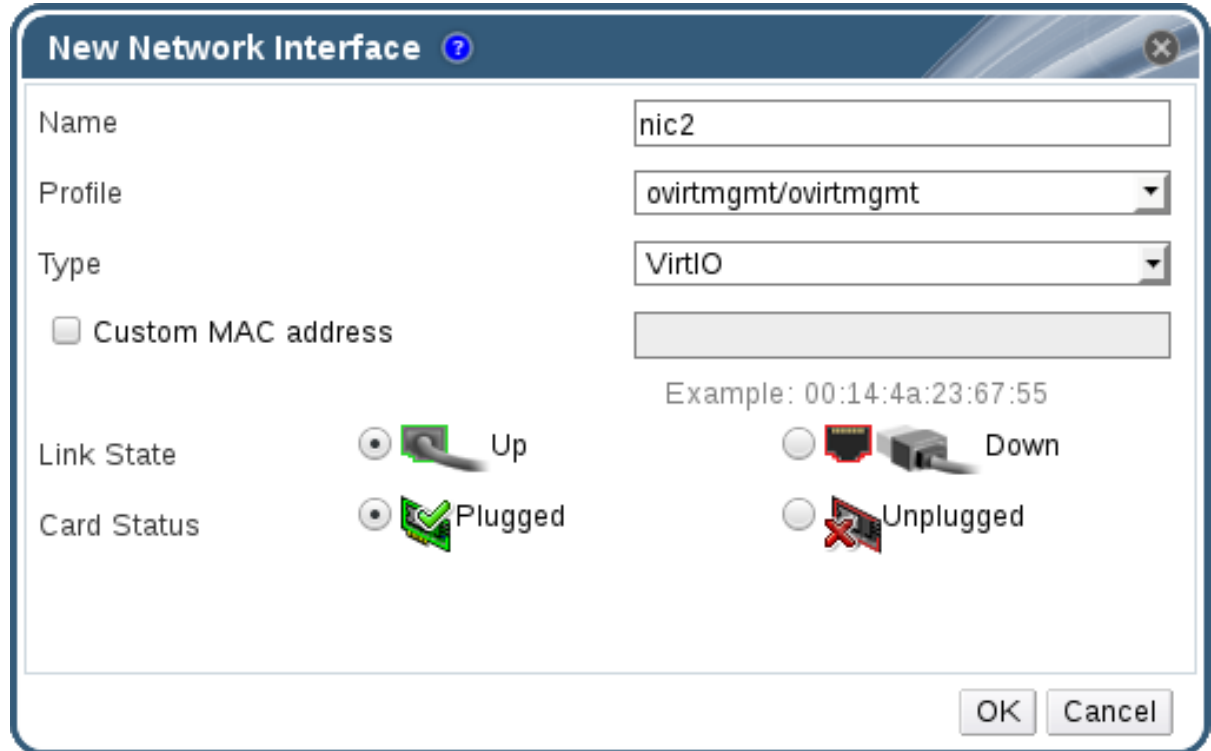 New Network Interface ?
Name nic2
Profile ovirtmgmt/ovirtmgmt
Type VirtIO
Custom MAC address
Example: 00:14:4a:23:67:55
Link State Up Down
Card Status Plugged Unplugged
OK Cancel